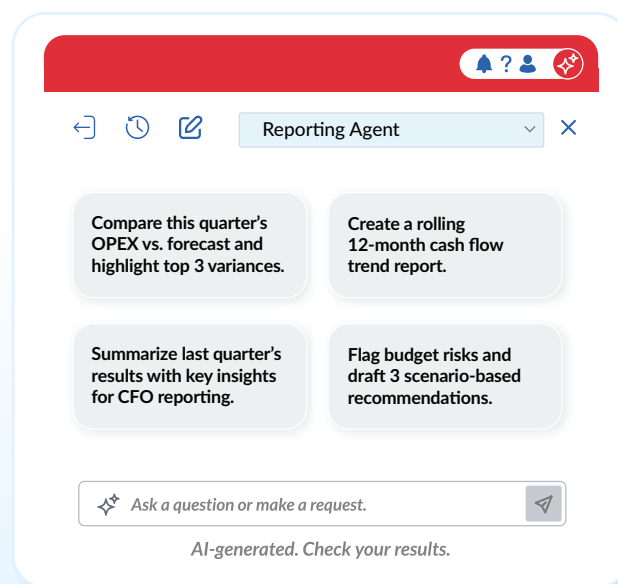 ?
Reporting Agent
Compare this quarter's
OPEX vs. forecast and
highlight top 3 variances.
Create a rolling
12-month cash flow
trend report.
Summarize last quarter's
results with key insights
for CFO reporting.
Flag budget risks and
draft 3 scenario-based
recommendations.
Ask a question or make a request.
AI-generated. Check your results.